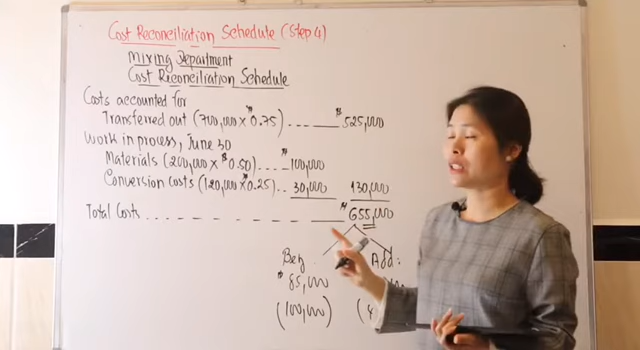 Cost Reconciliation Schedule (Step 4)
Mixing Department
Cost Reconciliation Schedule
Costs accounted for
Transferred out (700,000 x $0.75) $525,000
Work in process, June 30
Materials (200,000 x $0.50) $100,000
Conversion costs (120,000 x 0.25) 30,000 130,000
Total Costs $655,000
Beg Add:
$85,000
(100,000) (4